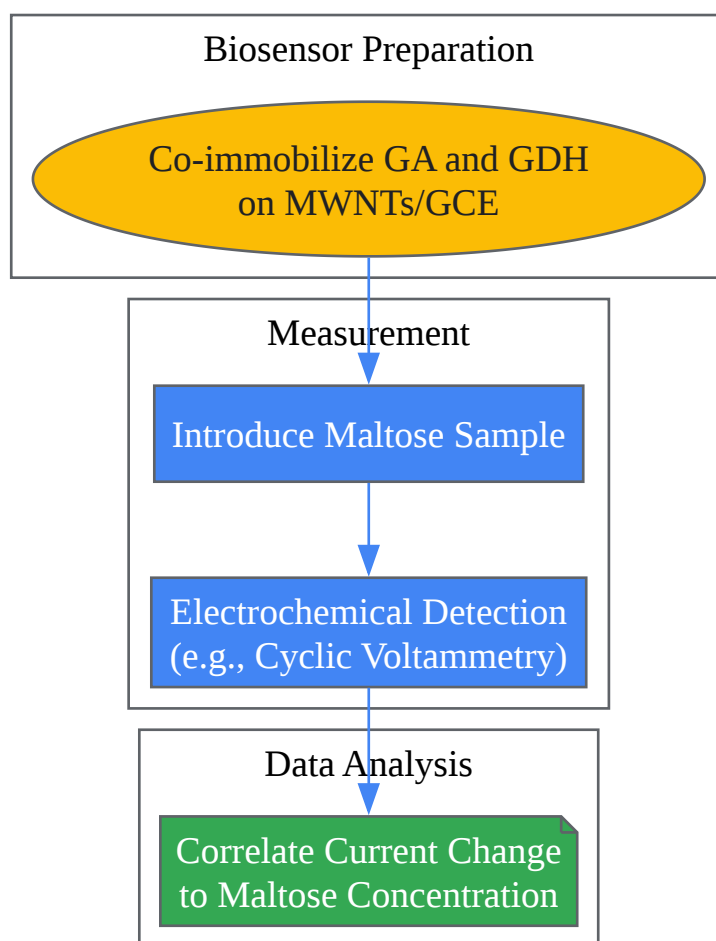 Biosensor Preparation
Co-immobilize GA and GDH
on MWNTs/GCE
Measurement
Introduce Maltose Sample
Electrochemical Detection
(e.g., Cyclic Voltammetry)
Data Analysis
Correlate Current Change
to Maltose Concentration